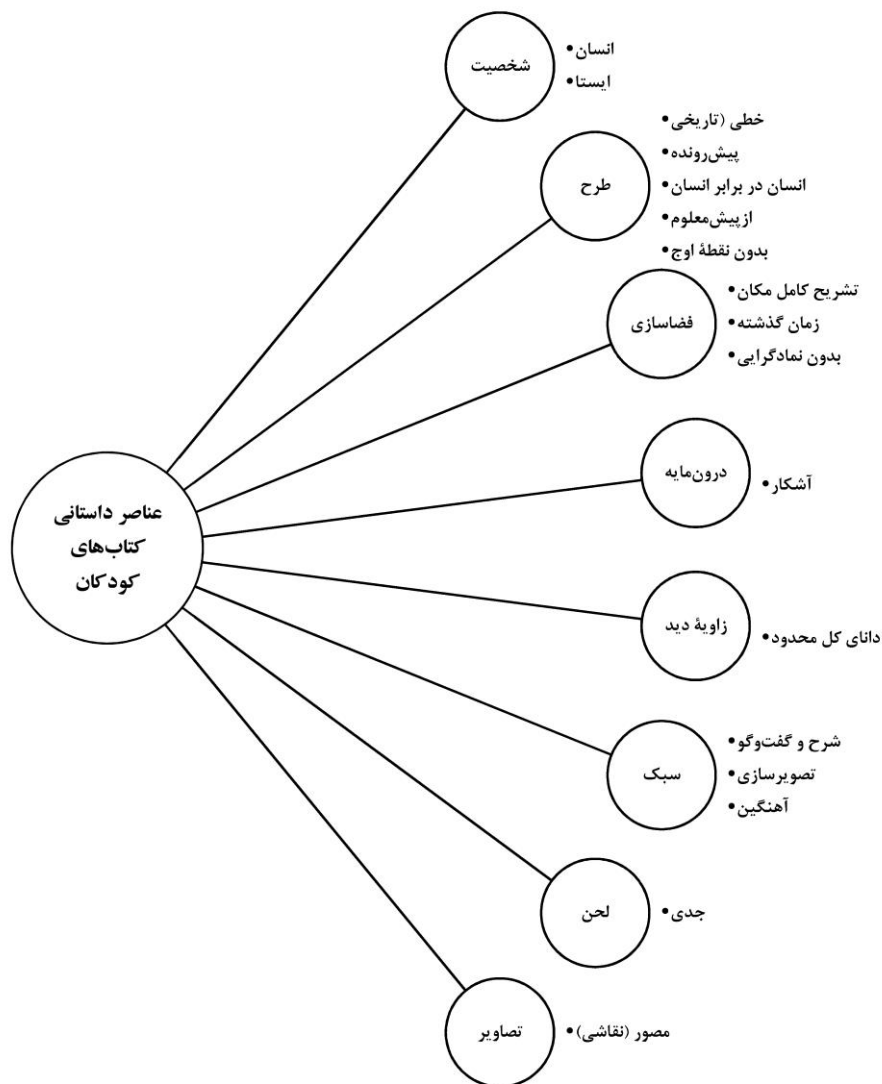 عناصر داستانی
کتاب‌های
کودکان
شخصیت
•انسان
•ایستا
طرح
•خطی (تاریخی
•پیش‌رونده
•انسان در برابر انسان
•ازپیش‌معلوم
•بدون نقطۀ اوج
فضاسازی
•تشریح کامل مکان
•زمان گذشته
•بدون نمادگرایی
درون‌مایه
•آشکار
زاویۀ دید
•دانای کل محدود
سبک
•شرح و گفت‌وگو
•تصویرسازی
•آهنگین
لحن
•جدی
تصاویر
•مصور (نقاشی)